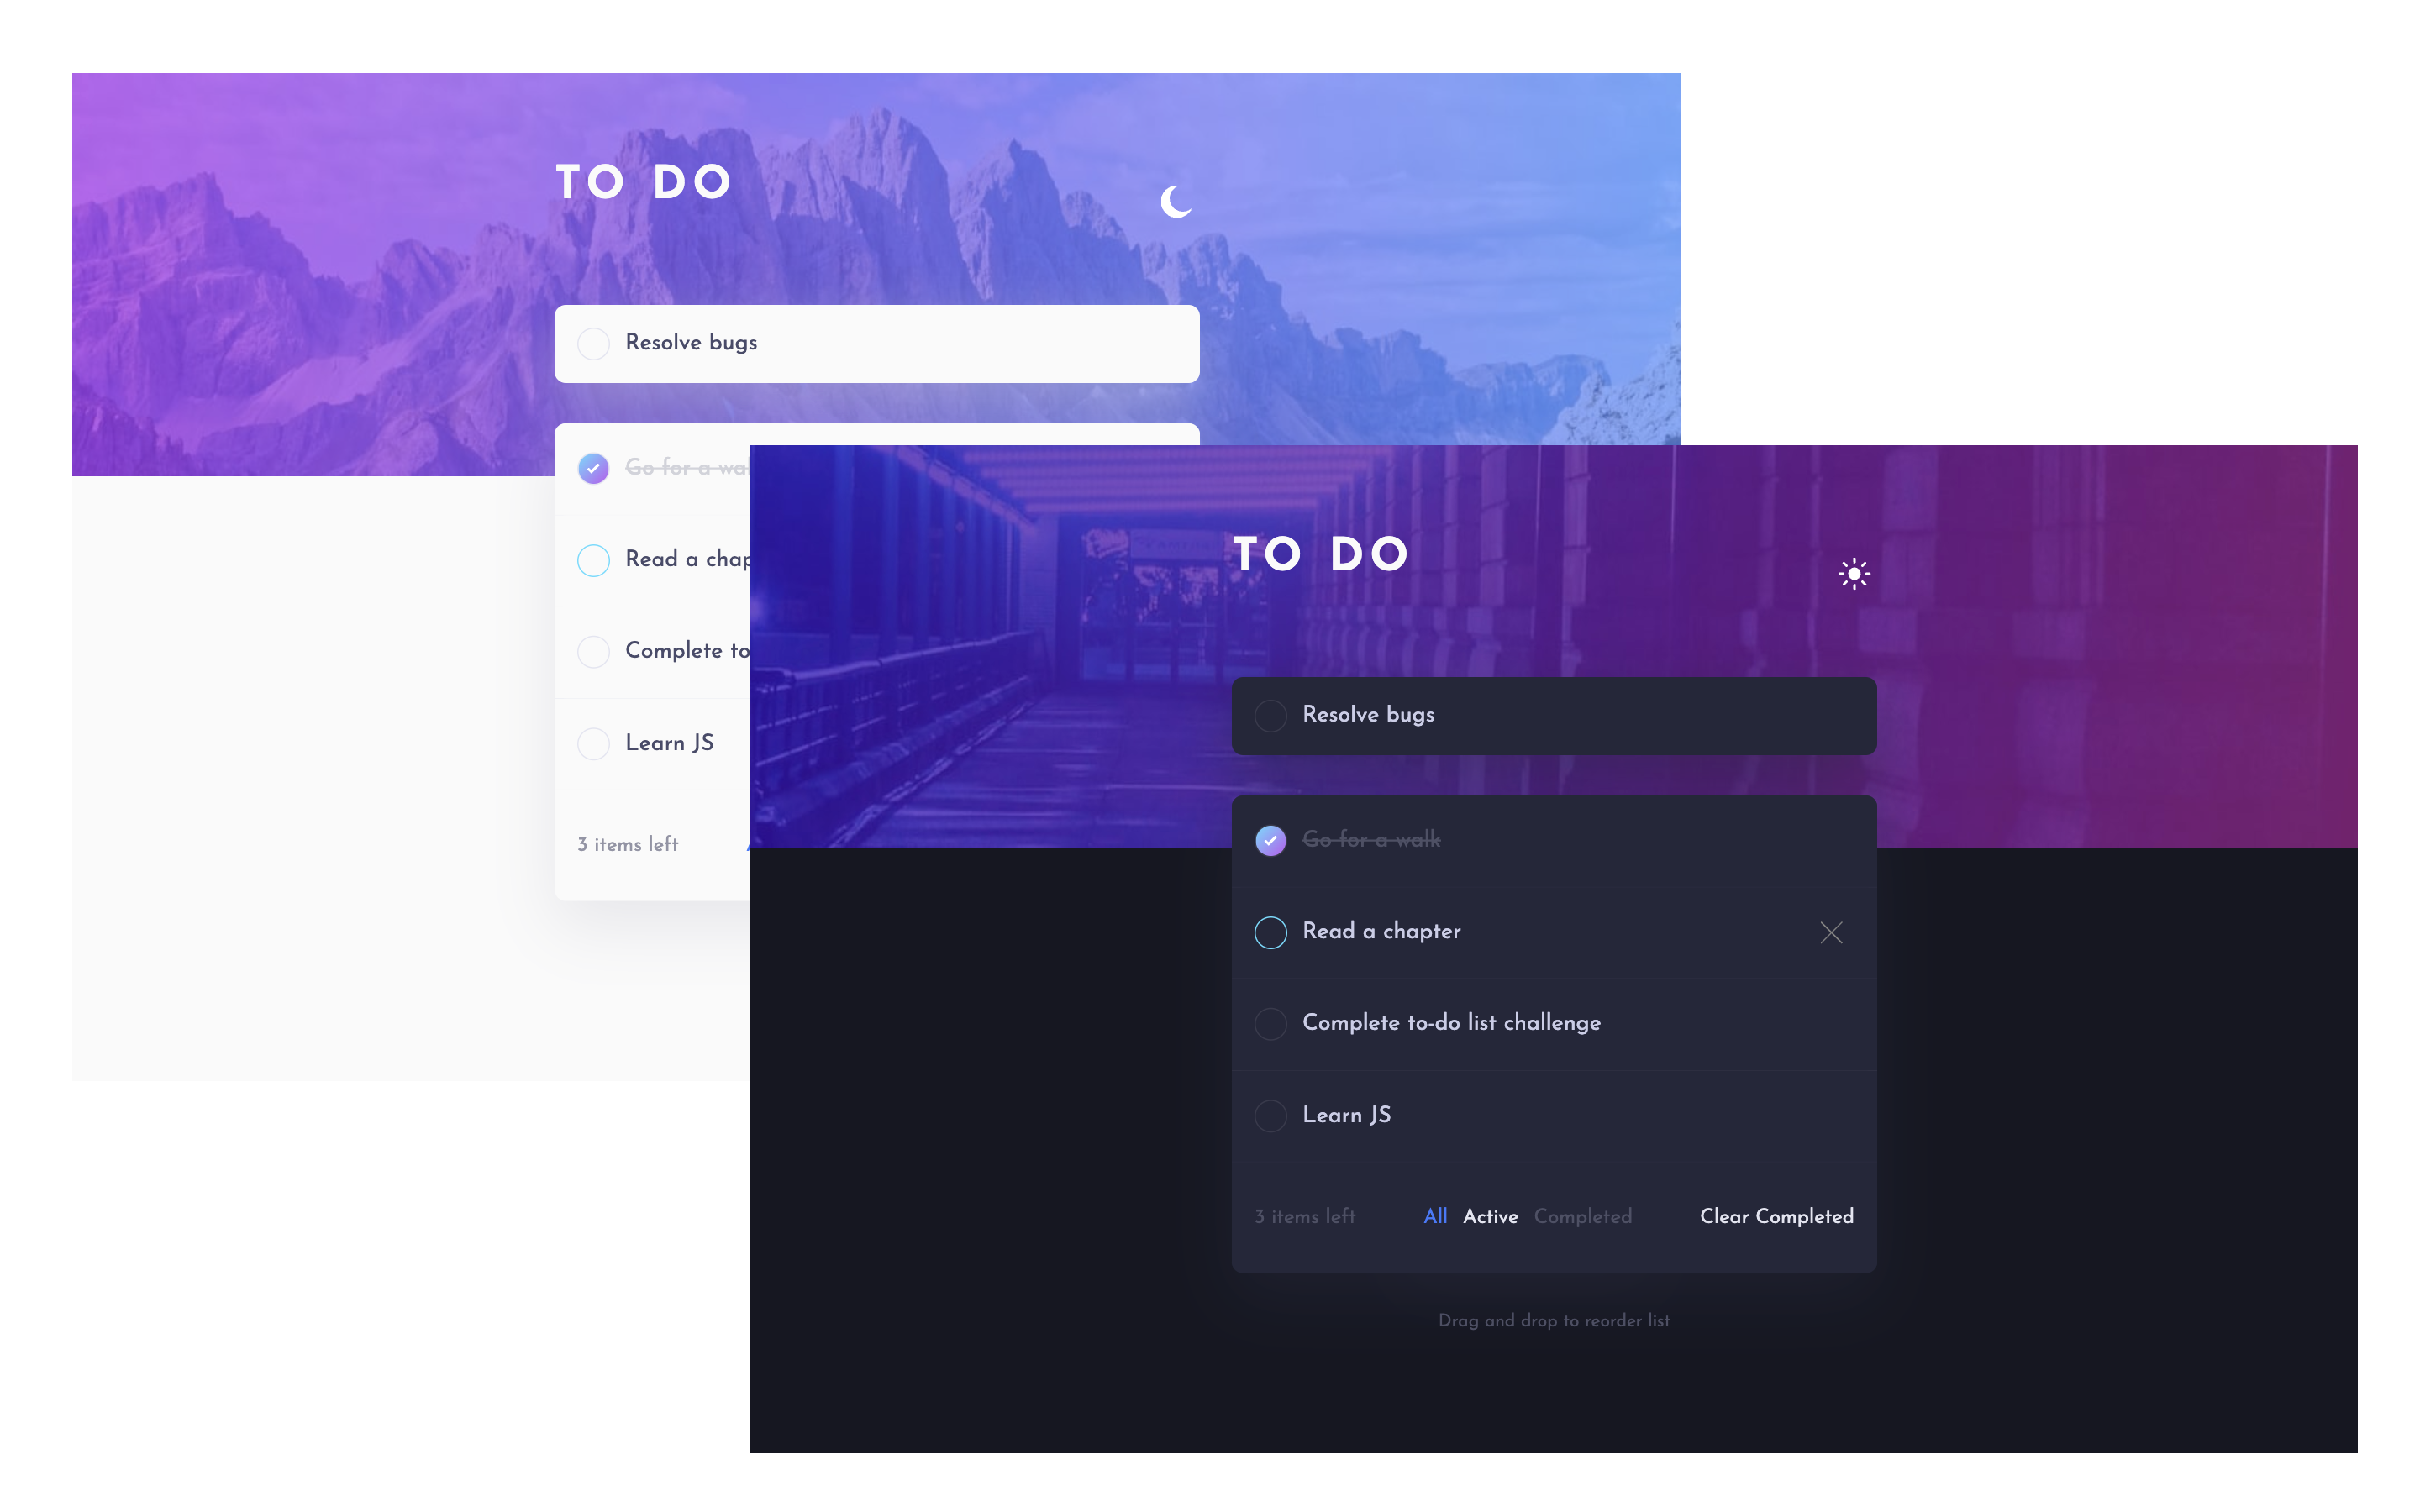 TO DO
Resolve bugs
Go for a wal
Read a chap
Complete to
Learn JS
3 items left
TO DO
Resolve bugs
Go for a walk
Read a chapter
Complete to-do list challenge
Learn JS
3 items left All Active Completed Clear Completed
Drag and drop to reorder list